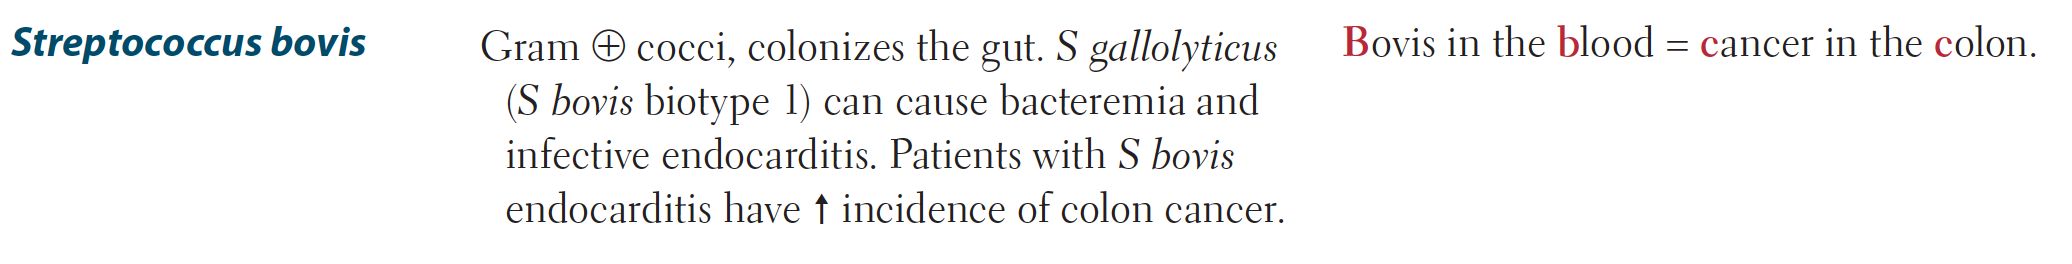 Streptococcus bovis
Gram ⊕ cocci, colonizes the gut. S gallolyticus
(S bovis biotype 1) can cause bacteremia and
infective endocarditis. Patients with S bovis
endocarditis have ↑ incidence of colon cancer.
Bovis in the blood = cancer in the colon.